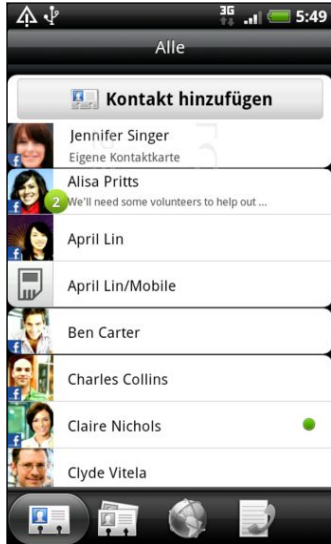 3G 5:49
Alle
Kontakt hinzufügen
Jennifer Singer
Eigene Kontaktkarte
Alisa Pritts
2 We'll need some volunteers to help out ...
April Lin
April Lin/Mobile
Ben Carter
Charles Collins
Claire Nichols
Clyde Vitela